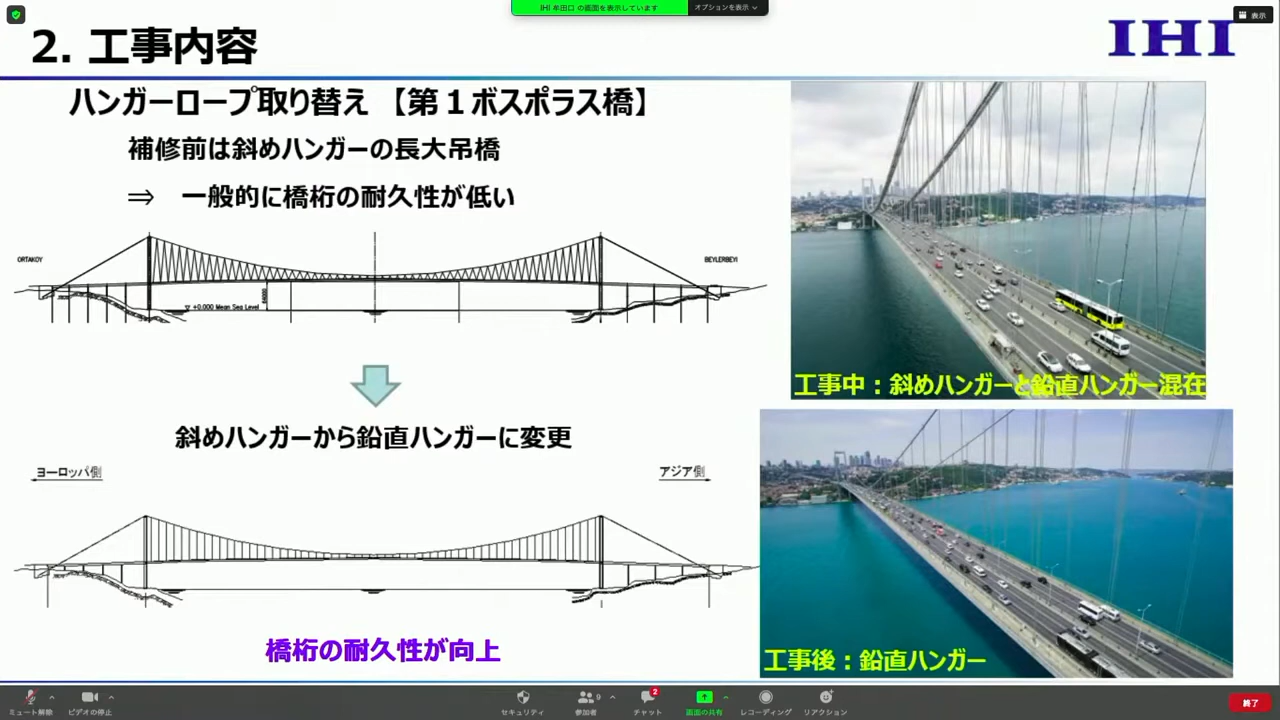 IHI 牟田口 の画面を表示しています
オプションを表示
表示
2. 工事内容
IHI
ハンガーロープ取り替え 【第１ボスポラス橋】
補修前は斜めハンガーの長大吊橋
⇒ 一般的に橋桁の耐久性が低い
ORTAKOY
BEYLERBEYI
64000
+0.000 Mean Sea Level
工事中：斜めハンガーと鉛直ハンガー混在
斜めハンガーから鉛直ハンガーに変更
ヨーロッパ側
アジア側
橋桁の耐久性が向上
工事後：鉛直ハンガー
ミュート解除
ビデオの停止
セキュリティ
9
参加者
2
チャット
画面の共有
レコーディング
リアクション
終了